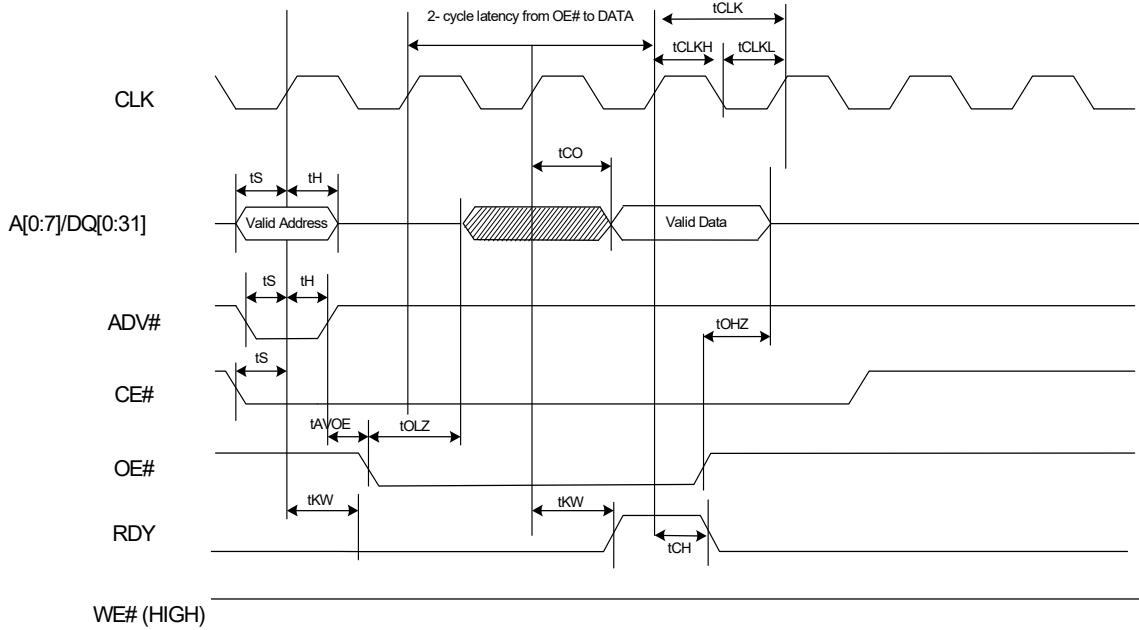 2- cycle latency from OE# to DATA
tCLK
tCLKH
tCLKL
CLK
tCO
tS
tH
A[0:7]/DQ[0:31]
Valid Address
Valid Data
tS
tH
ADV#
tOHZ
tS
CE#
tAVOE
tOLZ
OE#
tKW
tKW
RDY
tCH
WE# (HIGH)